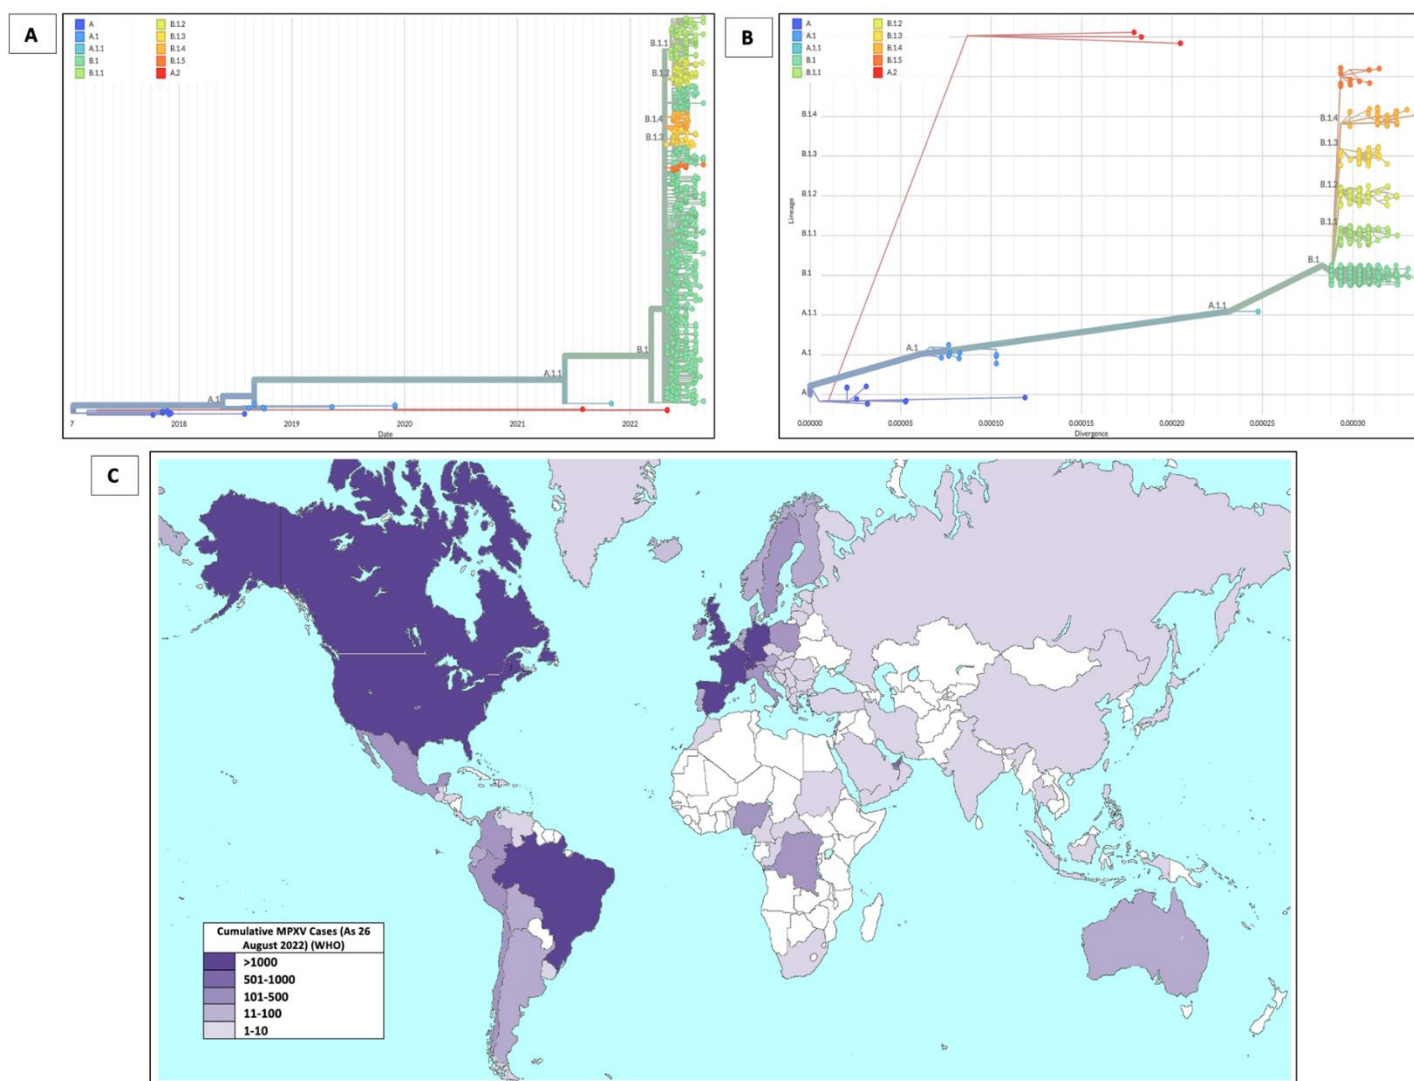 A
A
A.1
A.1.1
B.1
B.1.1
B.1.2
B.1.3
B.1.4
B.1.5
A.2
B.1.1
B.1.2
B.1.4
B.1.3
B.1
A.1.1
A.1
7
2018
2019
2020
2021
2022
Date
B
A
A.1
A.1.1
B.1
B.1.1
B.1.2
B.1.3
B.1.4
B.1.5
A.2
Lineage
B.1.4
B.1.3
B.1.2
B.1.1
B.1
A.1.1
A.1
A
B.1.4
B.1.3
B.1.2
B.1.1
B.1
A.1.1
A.1
0.00000
0.00005
0.00010
0.00015
0.00020
0.00025
0.00030
Divergence
C
Cumulative MPXV Cases (As 26
August 2022) (WHO)
>1000
501-1000
101-500
11-100
1-10